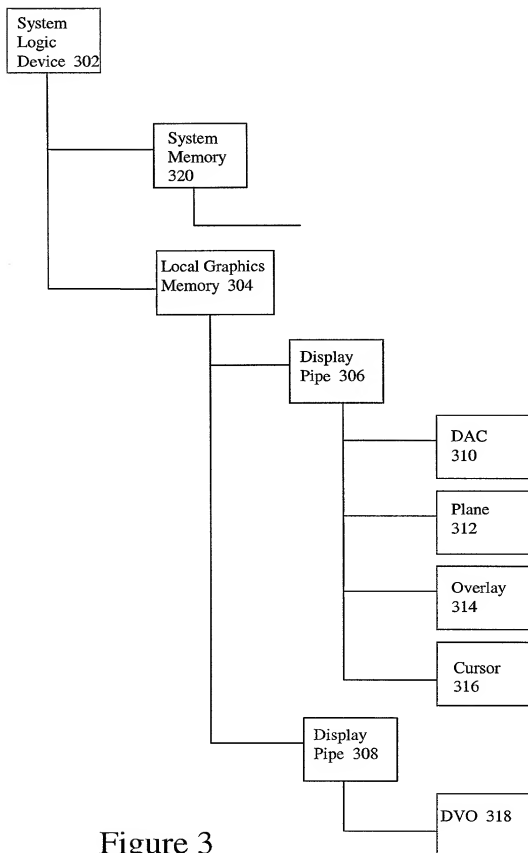 System
Logic
Device 302
System
Memory
320
Local Graphics
Memory 304
Display
Pipe 306
DAC
310
Plane
312
Overlay
314
Cursor
316
Display
Pipe 308
DVO 318
Figure 3